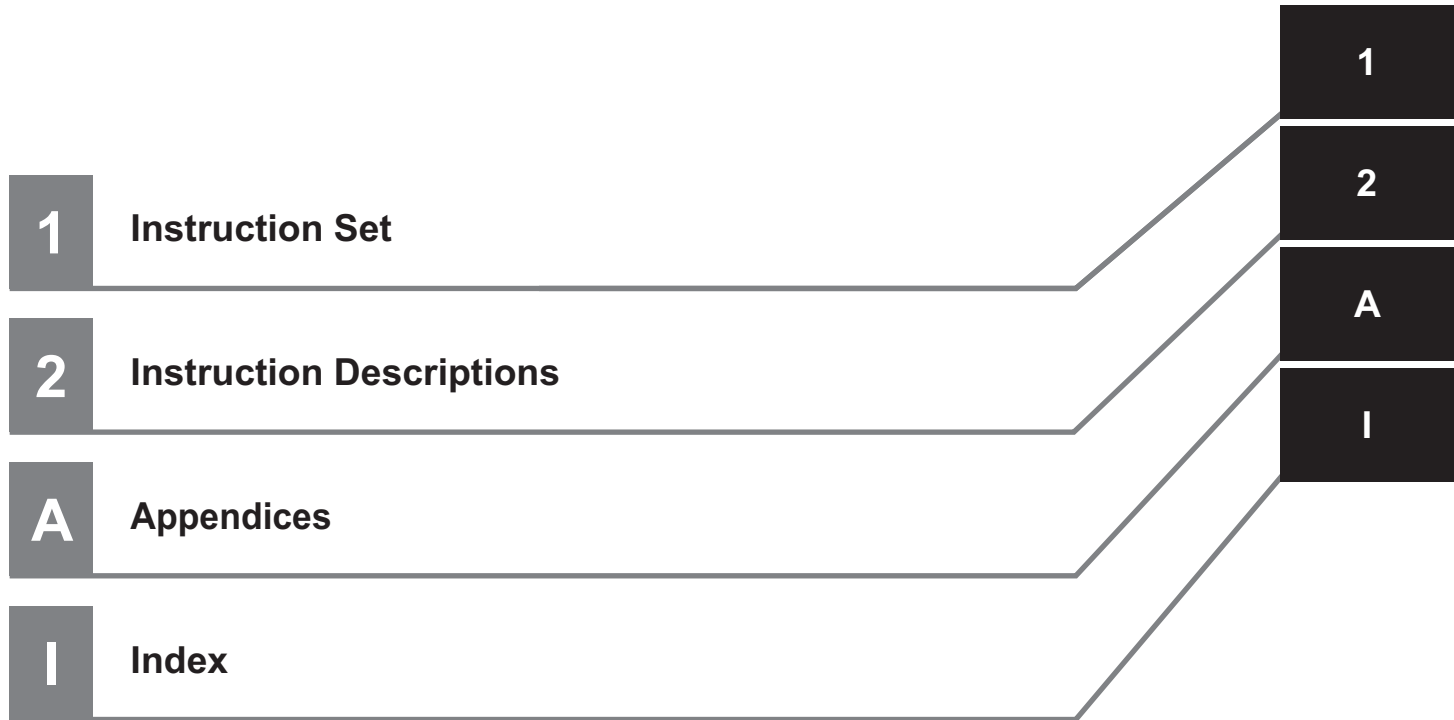 1 Instruction Set
2 Instruction Descriptions
A Appendices
I Index
1
2
A
I